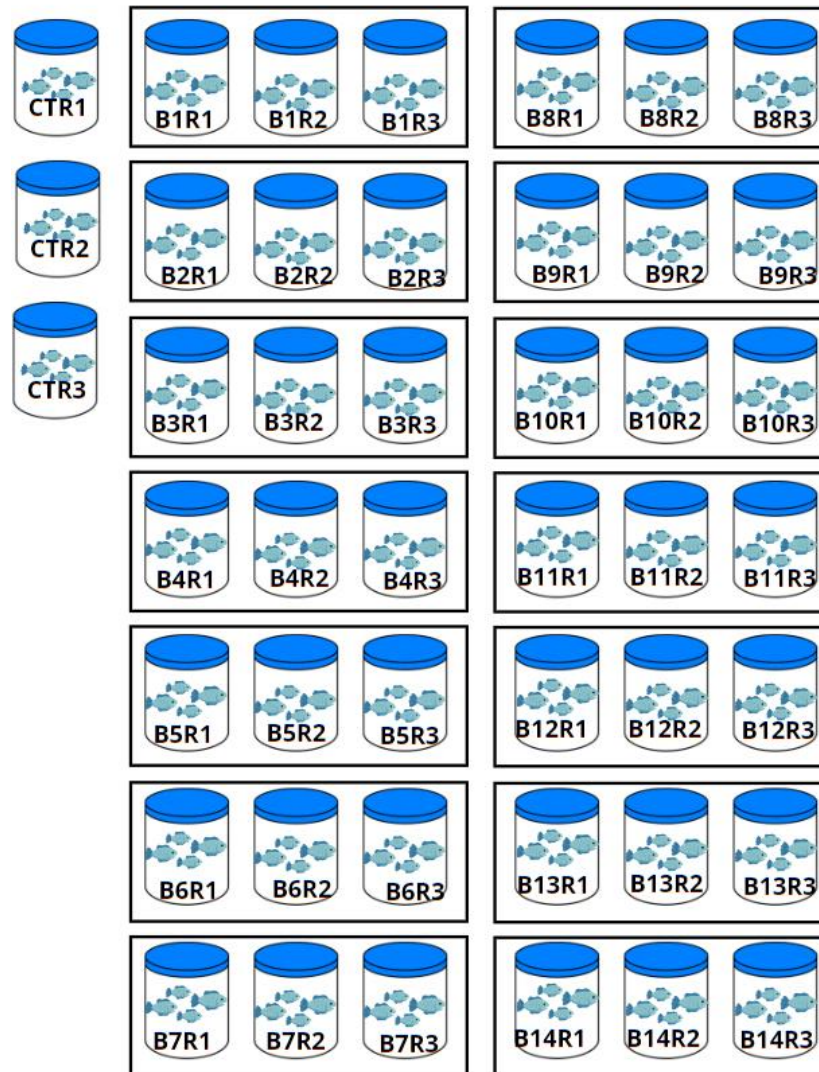 CTR1
CTR2
CTR3
B1R1 B1R2 B1R3
B2R1 B2R2 B2R3
B3R1 B3R2 B3R3
B4R1 B4R2 B4R3
B5R1 B5R2 B5R3
B6R1 B6R2 B6R3
B7R1 B7R2 B7R3
B8R1 B8R2 B8R3
B9R1 B9R2 B9R3
B10R1 B10R2 B10R3
B11R1 B11R2 B11R3
B12R1 B12R2 B12R3
B13R1 B13R2 B13R3
B14R1 B14R2 B14R3